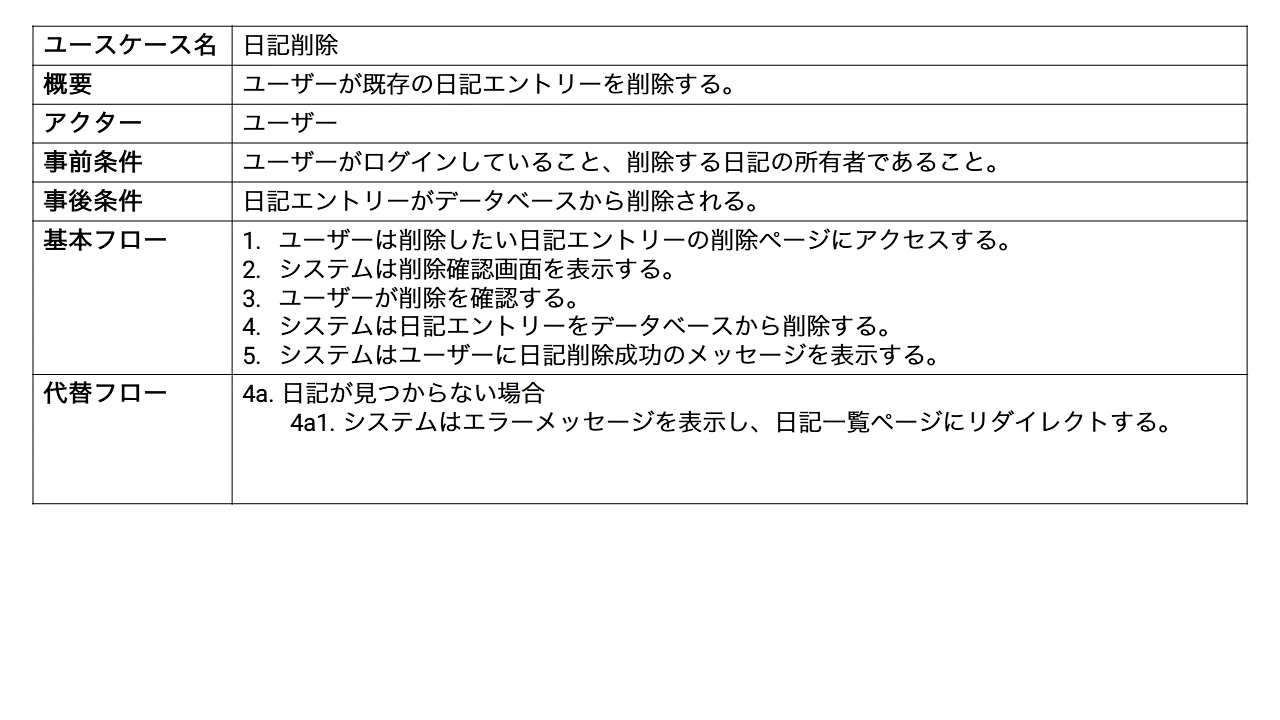 ユースケース名 日記削除
概要 ユーザーが既存の日記エントリーを削除する。
アクター ユーザー
事前条件 ユーザーがログインしていること、削除する日記の所有者であること。
事後条件 日記エントリーがデータベースから削除される。
基本フロー 1. ユーザーは削除したい日記エントリーの削除ページにアクセスする。
2. システムは削除確認画面を表示する。
3. ユーザーが削除を確認する。
4. システムは日記エントリーをデータベースから削除する。
5. システムはユーザーに日記削除成功のメッセージを表示する。
代替フロー 4a. 日記が見つからない場合
4a1. システムはエラーメッセージを表示し、日記一覧ページにリダイレクトする。